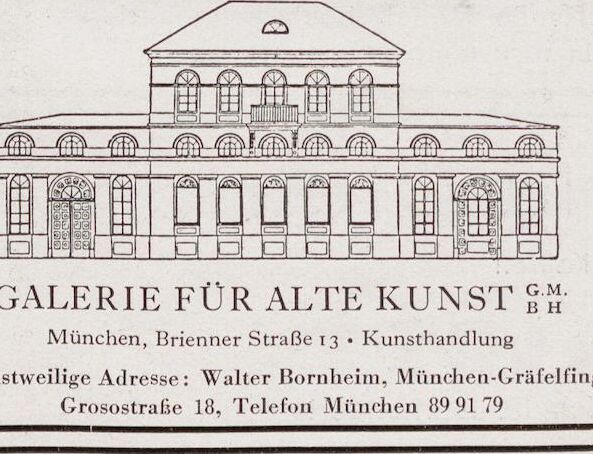 GALERIE FÜR ALTE KUNST G.M.B H
München, Brienner Straße 13 • Kunsthandlung
stweilige Adresse: Walter Bornheim, München-Gräfelfing
Grosostraße 18, Telefon München 89 91 79